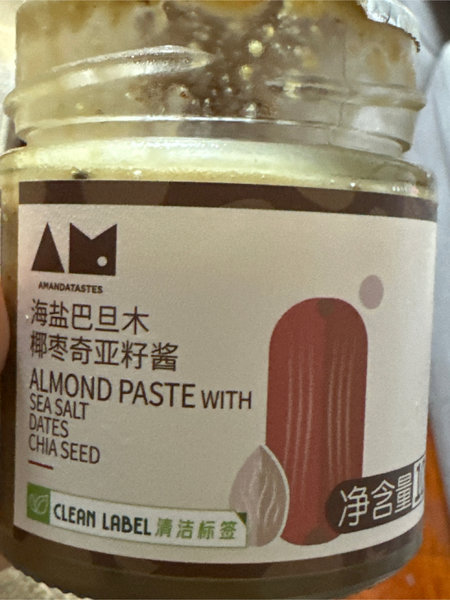 AM.
AMANDATASTES
海盐巴旦木
椰枣奇亚籽酱
ALMOND PASTE WITH
SEA SALT
DATES
CHIA SEED
CLEAN LABEL 清洁标签
净含量